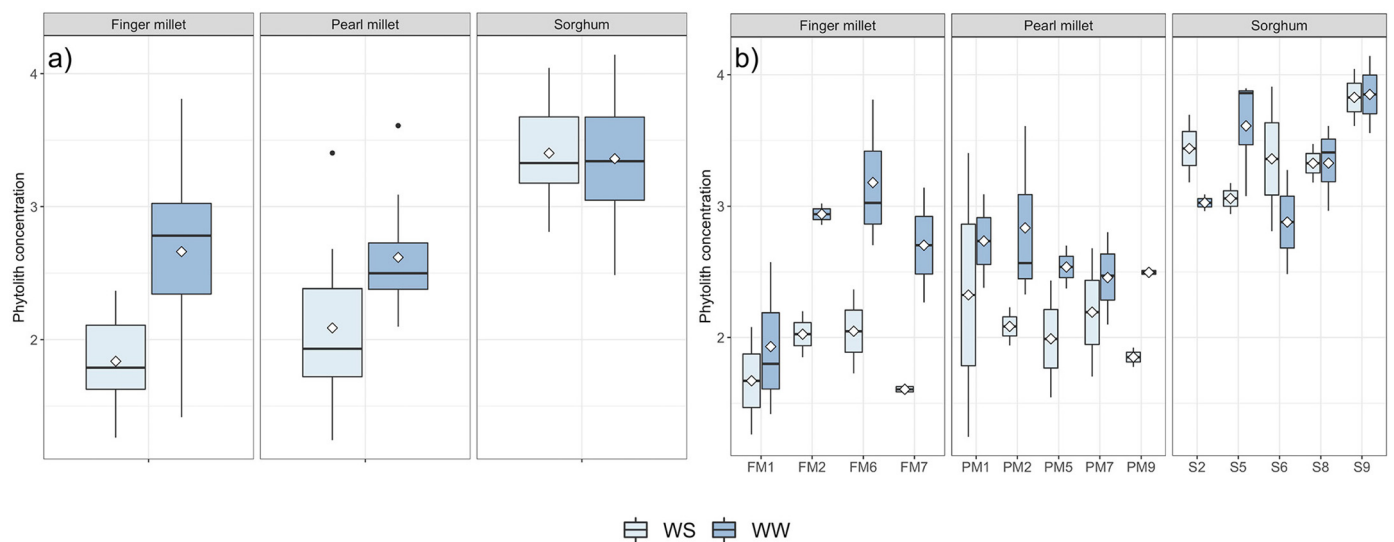 Finger millet Pearl millet Sorghum
a)
4
3
2
Phytolith concentration
Finger millet Pearl millet Sorghum
b)
4
3
2
Phytolith concentration
FM1 FM2 FM6 FM7 PM1 PM2 PM5 PM7 PM9 S2 S5 S6 S8 S9
WS WW